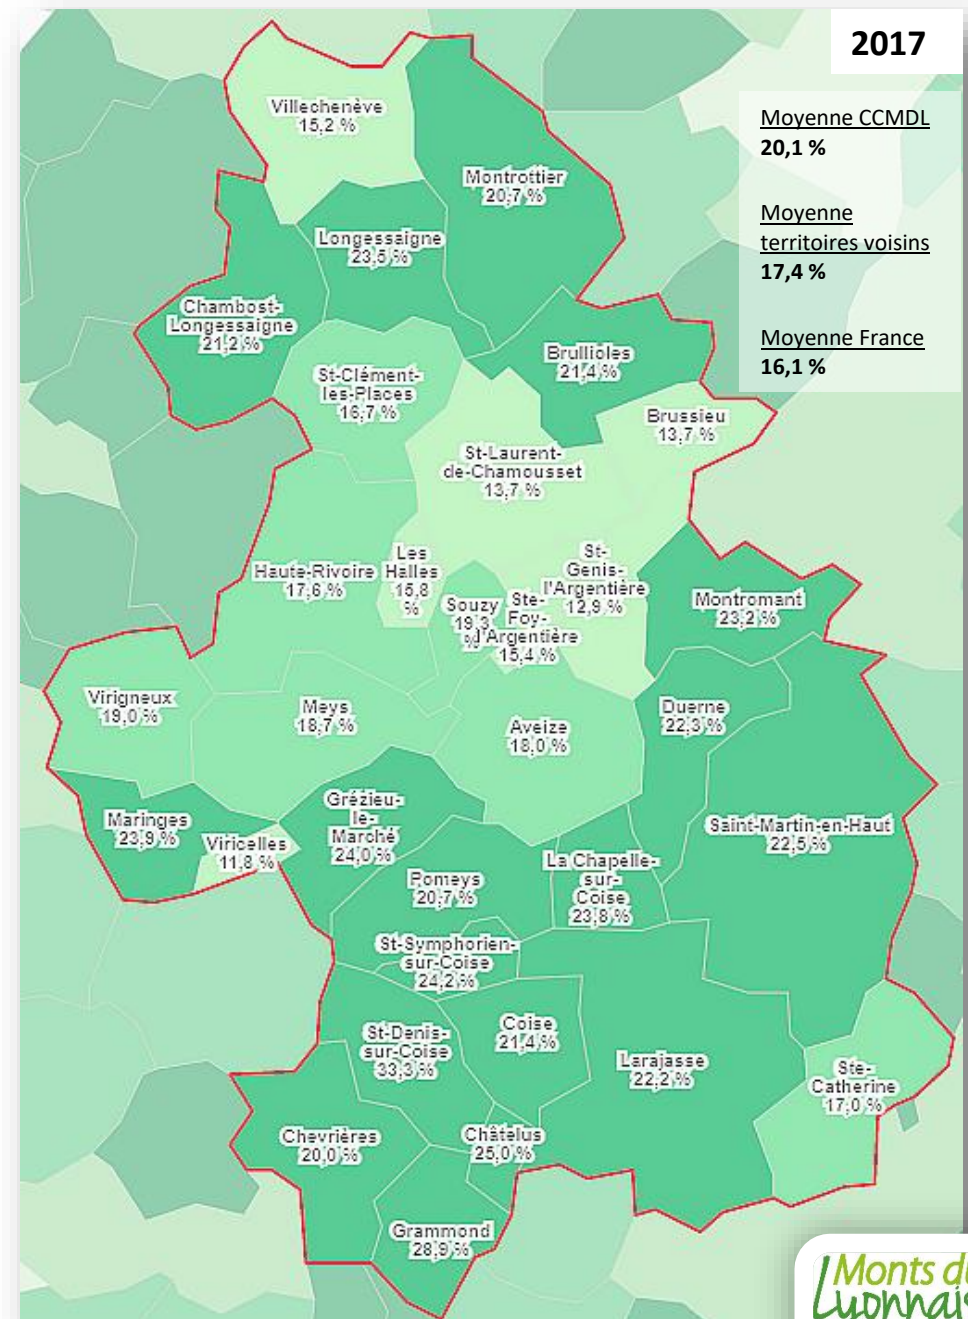 2017
Moyenne CCMDL
20,1 %
Moyenne
territoires voisins
17,4 %
Moyenne France
16,1 %
Villechenève
15,2 %
Montrottier
20,7 %
Longessaigne
23,5 %
Chambost-
Longessaigne
21,2 %
Brullioles
21,4 %
St-Clément-
les-Places
16,7 %
Brussieu
13,7 %
St-Laurent-
de-Chamousset
13,7 %
Haute-Rivoire
17,6 %
Les
Halles
15,8
%
Souzy
19,3
%
Ste-
Foy-
l'Argentière
15,4 %
St-
Genis-
l'Argentière
12,9 %
Montromant
23,2 %
Virigneux
19,0 %
Meys
18,7 %
Aveize
18,0 %
Duerne
22,3 %
Maringes
23,9 %
Viricelles
11,8 %
Grézieu-
le-
Marché
24,0 %
Saint-Martin-en-Haut
22,5 %
Pomeys
20,7 %
La Chapelle-
sur-
Coise
23,8 %
St-Symphorien-
sur-Coise
24,2 %
St-Denis-
sur-Coise
33,3 %
Coise
21,4 %
Larajasse
22,2 %
Ste-
Catherine
17,0 %
Chevrières
20,0 %
Châtelus
25,0 %
Grammond
28,9 %
Monts du
Lyonnais